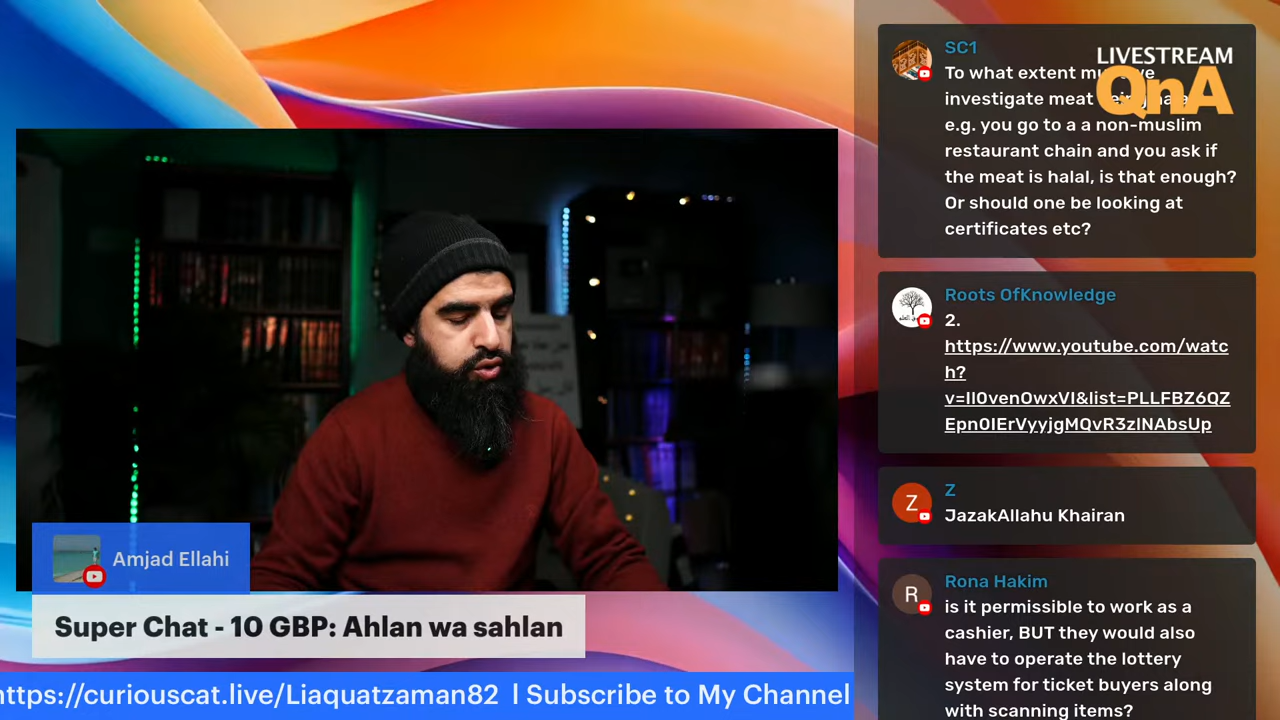 LIVESTREAM
QnA
SC1
To what extent
investigate meat
e.g. you go to a a non-muslim
restaurant chain and you ask if
the meat is halal, is that enough?
Or should one be looking at
certificates etc?
Roots OfKnowledge
2.
https://www.youtube.com/watc
h?
v=Il0venOwxVI&list=PLLFBZ6QZ
Epn0IErVyyjgMQvR3zlNAbsUp
Z
Z
JazakAllahu Khairan
R
Rona Hakim
is it permissible to work as a
cashier, BUT they would also
have to operate the lottery
system for ticket buyers along
with scanning items?
Amjad Ellahi
Super Chat - 10 GBP: Ahlan wa sahlan
https://curiouscat.live/Liaquatzaman82 | Subscribe to My Channel